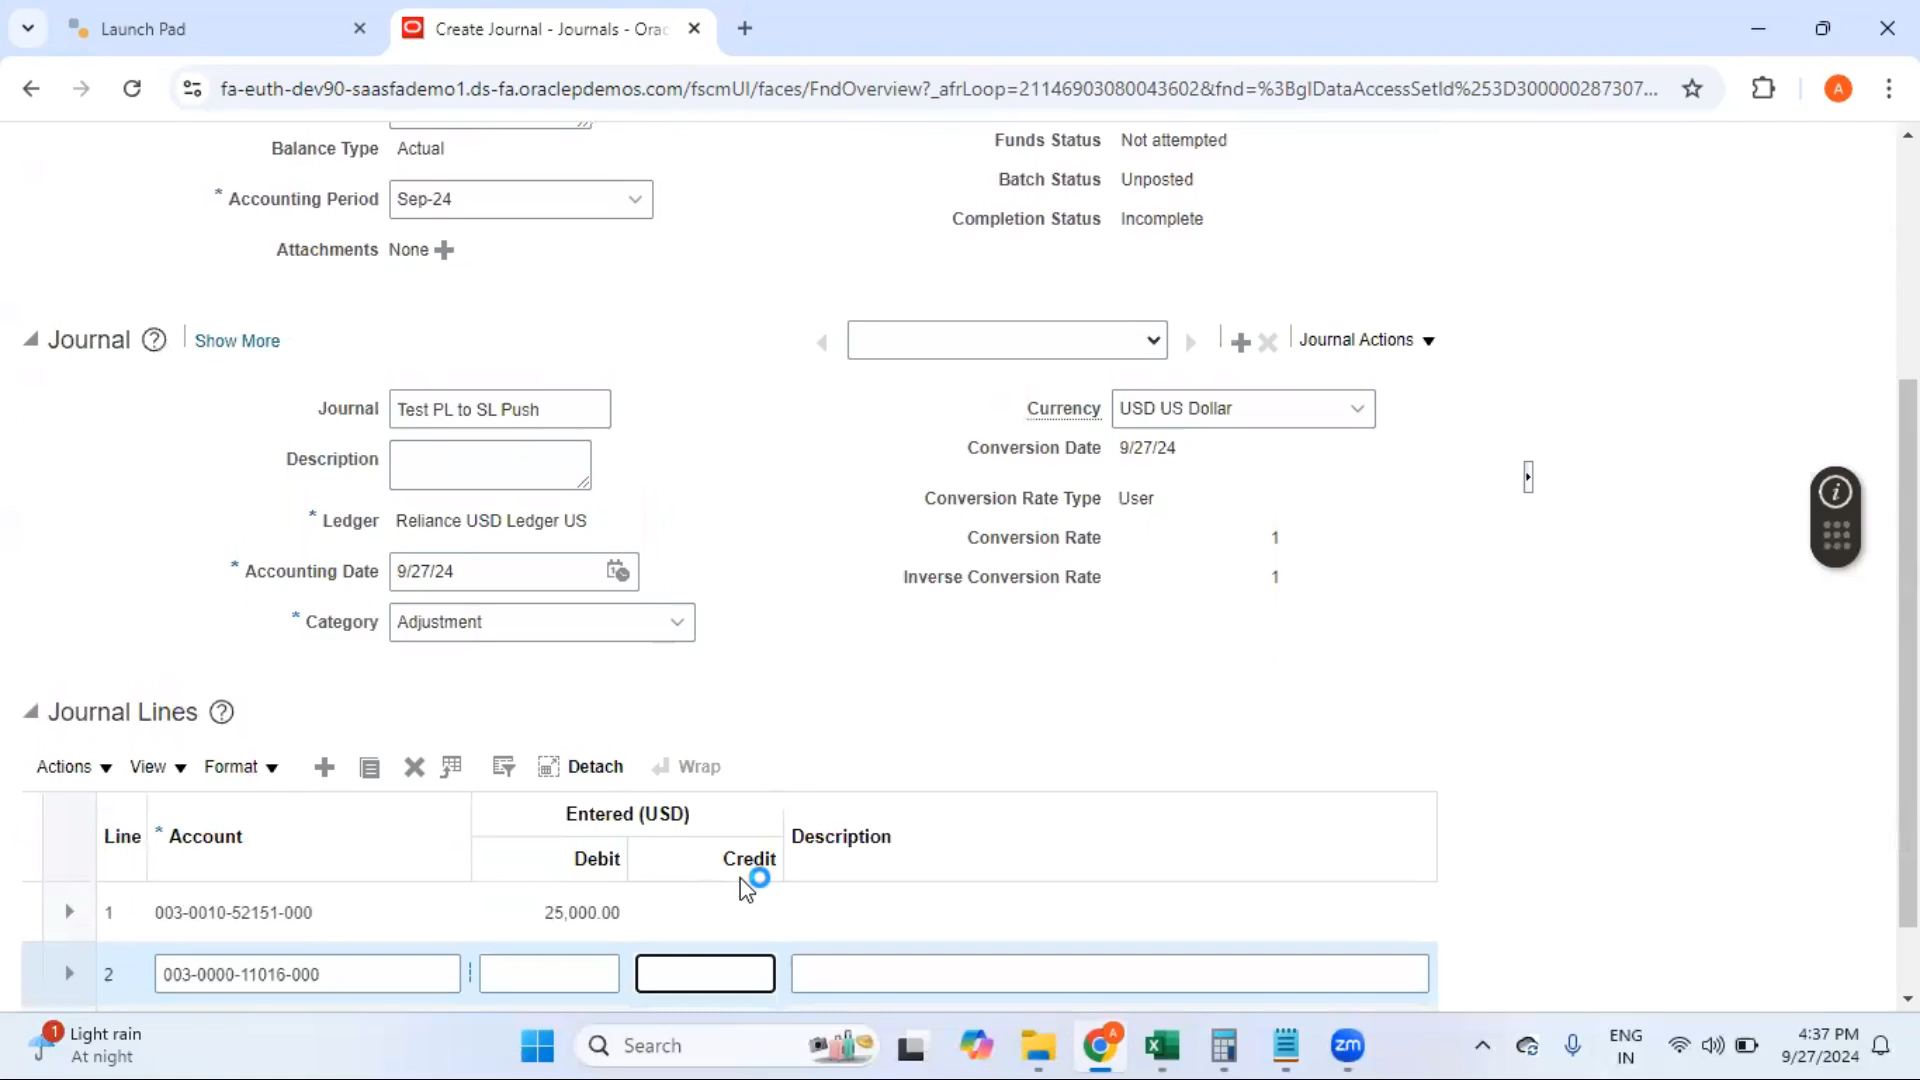 Launch Pad
Create Journal - Journals - Orac
fa-euth-dev90-saasfademo1.ds-fa.oraclepdemos.com/fscmUI/faces/FndOverview?_afrLoop=21146903080043602&fnd=%3BglDataAccessSetId%253D300000287307...
A
Balance Type Actual
Funds Status Not attempted
Batch Status Unposted
* Accounting Period Sep-24
Completion Status Incomplete
Attachments None
Journal Show More
Journal Actions
Journal Test PL to SL Push
Currency USD US Dollar
Description
Conversion Date 9/27/24
Conversion Rate Type User
* Ledger Reliance USD Ledger US
Conversion Rate 1
* Accounting Date 9/27/24
Inverse Conversion Rate 1
* Category Adjustment
Journal Lines
Actions View Format Detach Wrap
Entered (USD)
Line * Account Description
Debit Credit
1 003-0010-52151-000 25,000.00
2 003-0000-11016-000
1 Light rain
At night
Search
A
zm
ENG
IN
4:37 PM
9/27/2024